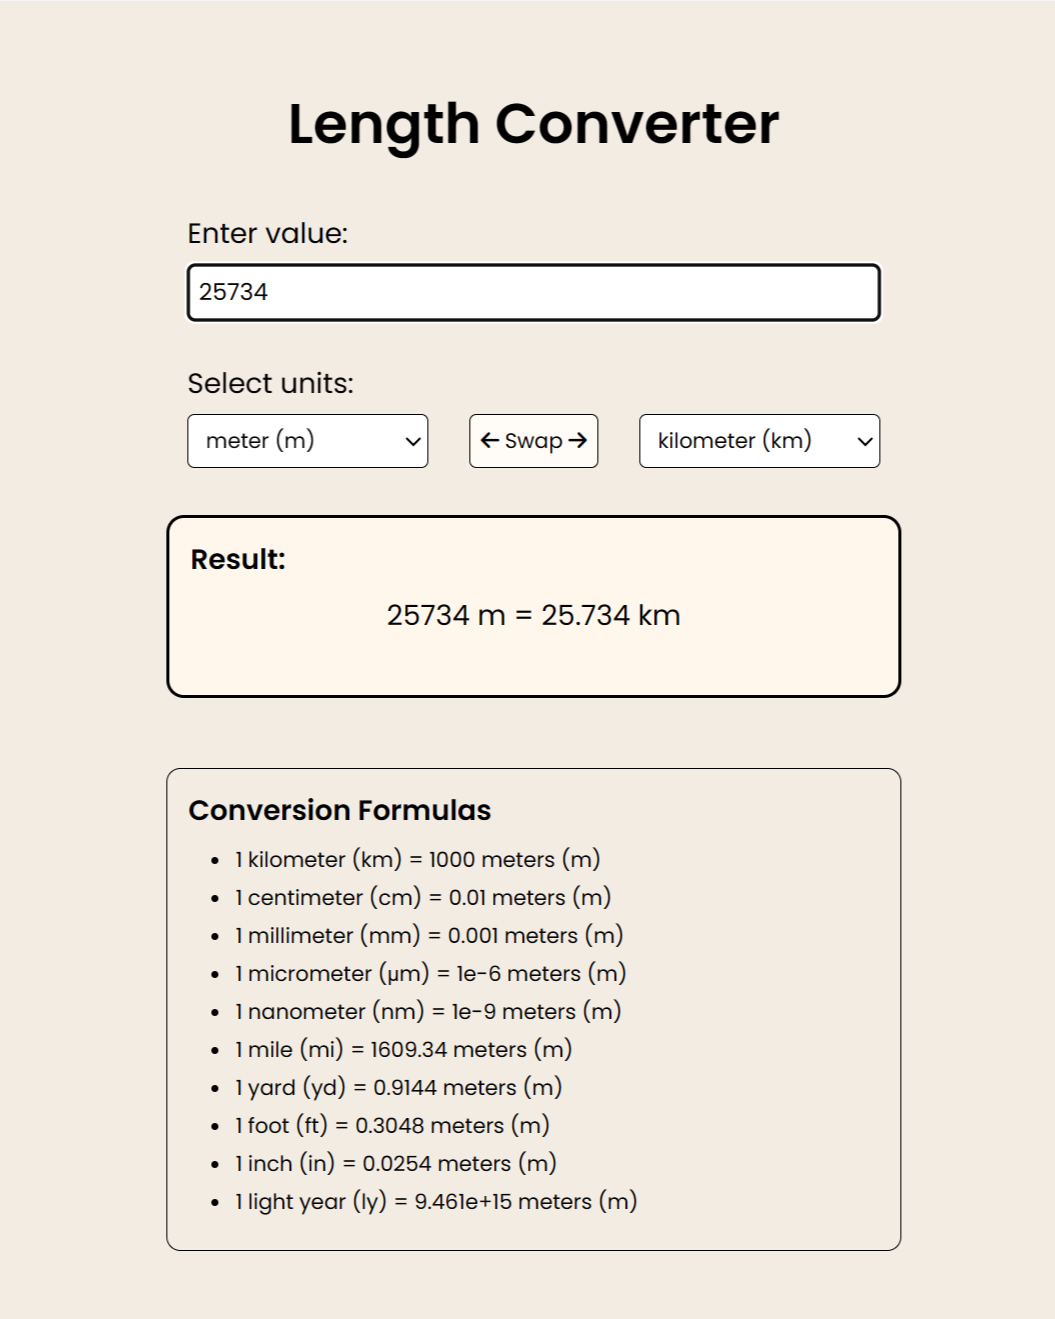 Length Converter
Enter value:
25734
Select units:
meter (m)
← Swap →
kilometer (km)
Result:
25734 m = 25.734 km
Conversion Formulas
• 1 kilometer (km) = 1000 meters (m)
• 1 centimeter (cm) = 0.01 meters (m)
• 1 millimeter (mm) = 0.001 meters (m)
• 1 micrometer (μm) = 1e-6 meters (m)
• 1 nanometer (nm) = 1e-9 meters (m)
• 1 mile (mi) = 1609.34 meters (m)
• 1 yard (yd) = 0.9144 meters (m)
• 1 foot (ft) = 0.3048 meters (m)
• 1 inch (in) = 0.0254 meters (m)
• 1 light year (ly) = 9.461e+15 meters (m)